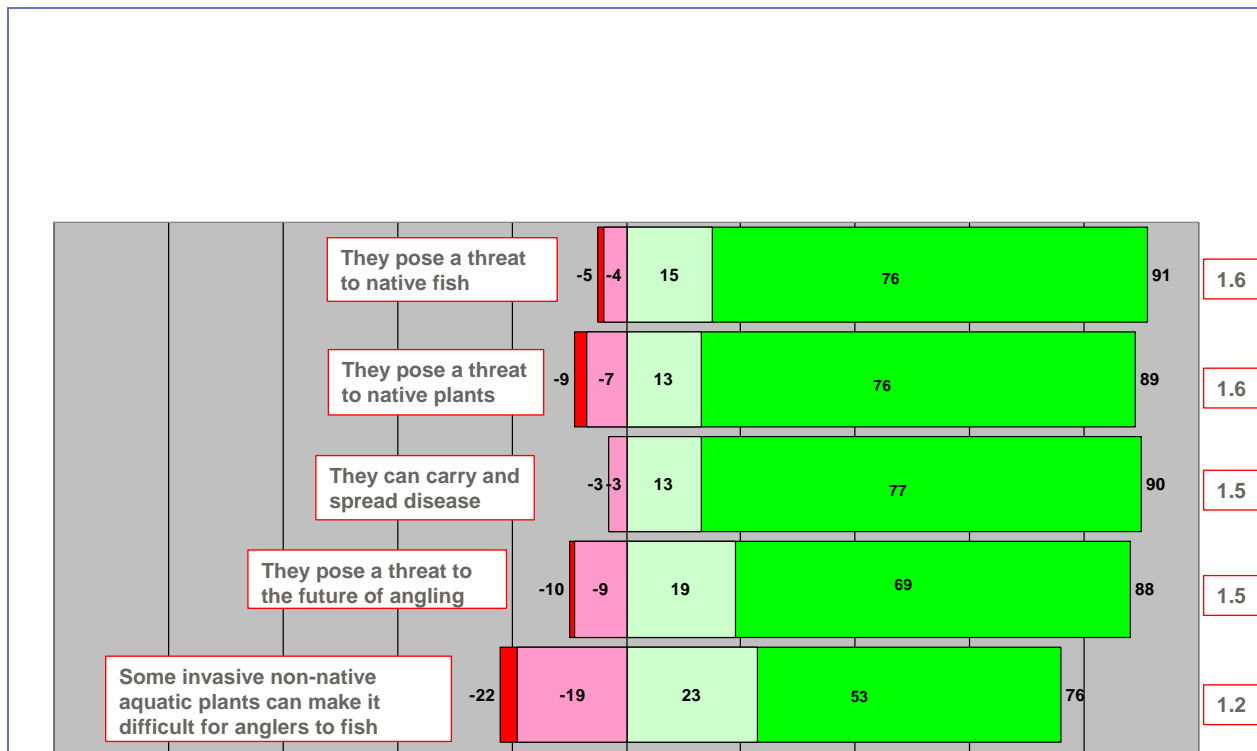 They pose a threat
to native fish
-5 -4 15 76 91 1.6
They pose a threat
to native plants
-9 -7 13 76 89 1.6
They can carry and
spread disease
-3 -3 13 77 90 1.5
They pose a threat to
the future of angling
-10 -9 19 69 88 1.5
Some invasive non-native
aquatic plants can make it
difficult for anglers to fish
-22 -19 23 53 76 1.2